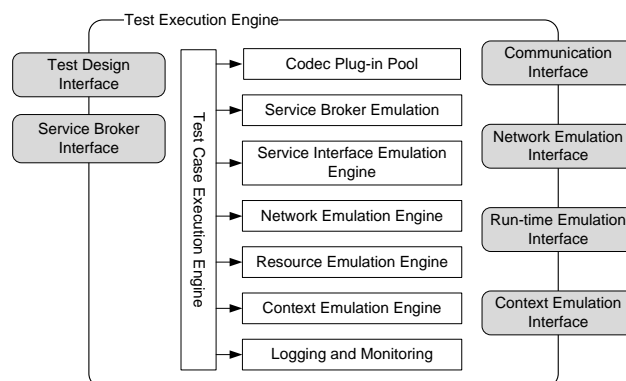 Test Execution Engine
Test Design
Interface
Service Broker
Interface
Test Case Execution Engine
Codec Plug-in Pool
Service Broker Emulation
Service Interface Emulation
Engine
Network Emulation Engine
Resource Emulation Engine
Context Emulation Engine
Logging and Monitoring
Communication
Interface
Network Emulation
Interface
Run-time Emulation
Interface
Context Emulation
Interface